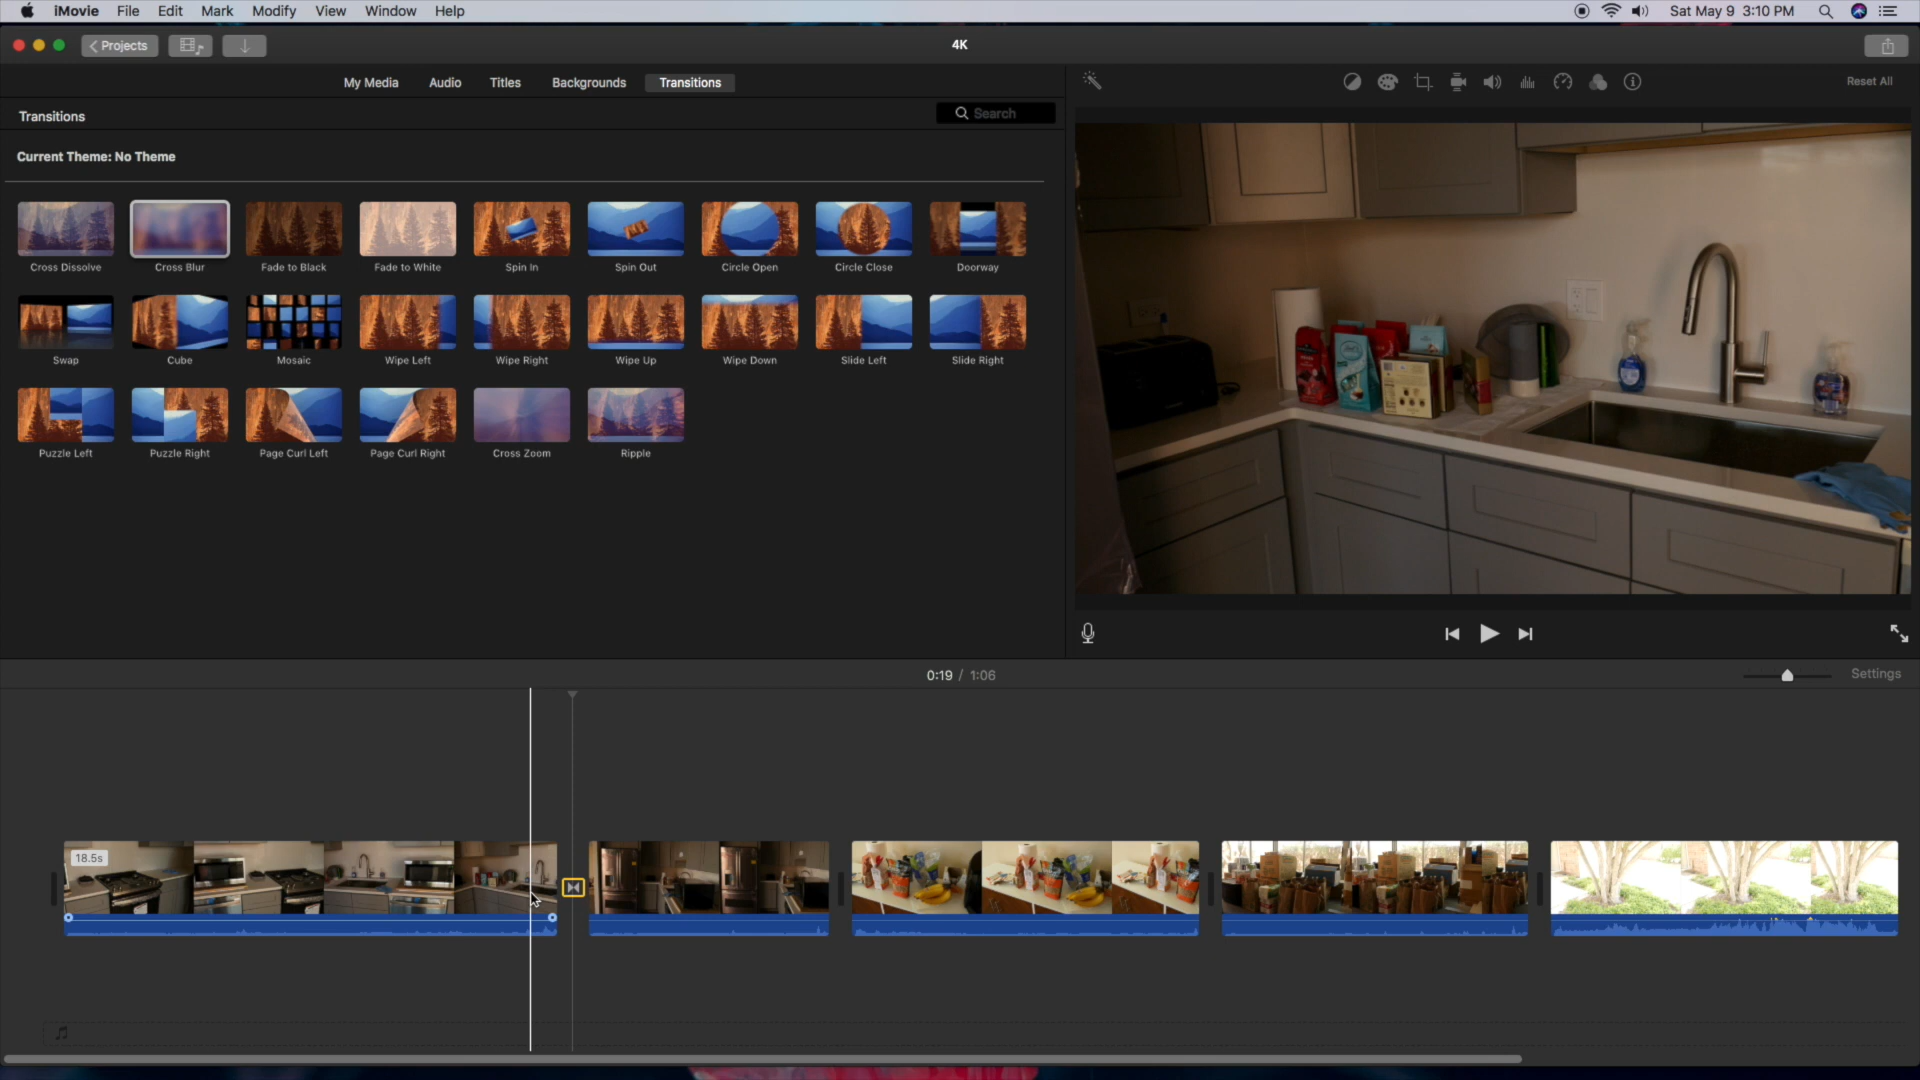 iMovie File Edit Mark Modify View Window Help Sat May 9 3:10 PM
Projects 4K
My Media Audio Titles Backgrounds Transitions Reset All
Transitions Search
Current Theme: No Theme
Cross Dissolve Cross Blur Fade to Black Fade to White Spin In Spin Out Circle Open Circle Close Doorway
Swap Cube Mosaic Wipe Left Wipe Right Wipe Up Wipe Down Slide Left Slide Right
Puzzle Left Puzzle Right Page Curl Left Page Curl Right Cross Zoom Ripple
0:19 / 1:06 Settings
18.5s